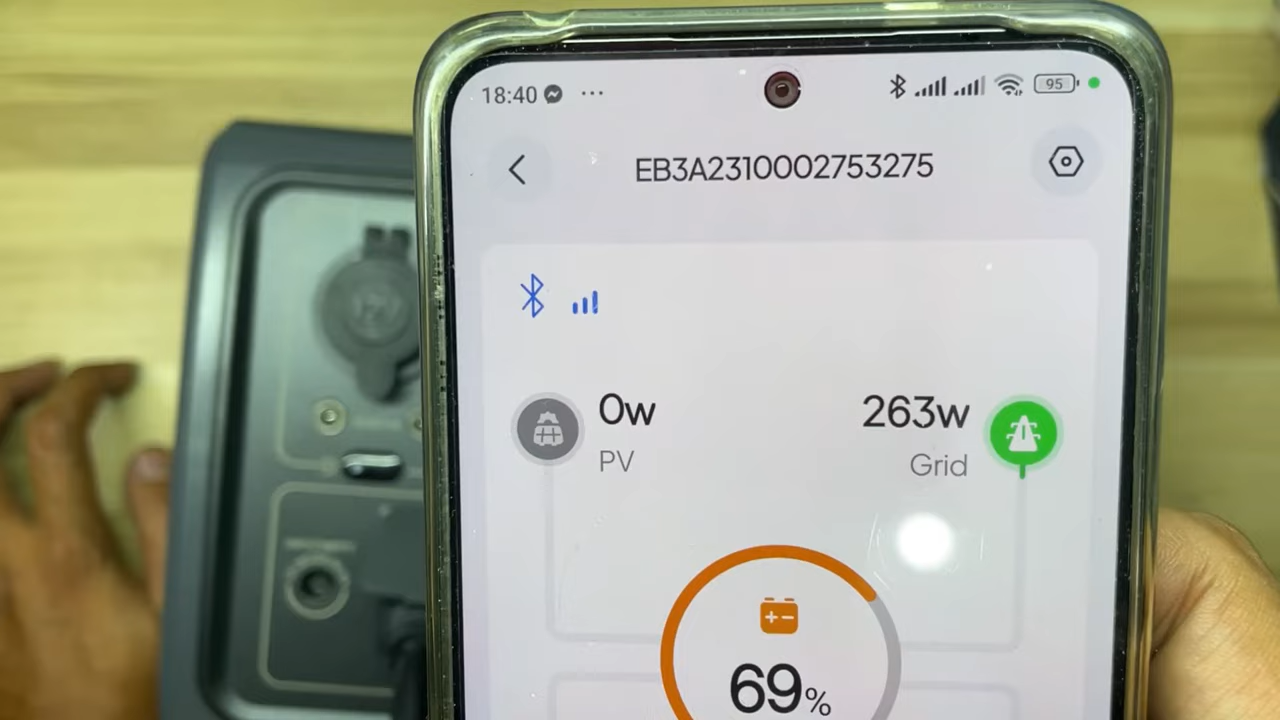 18:40 ... 95
EB3A2310002753275
0w
PV
263w
Grid
69%